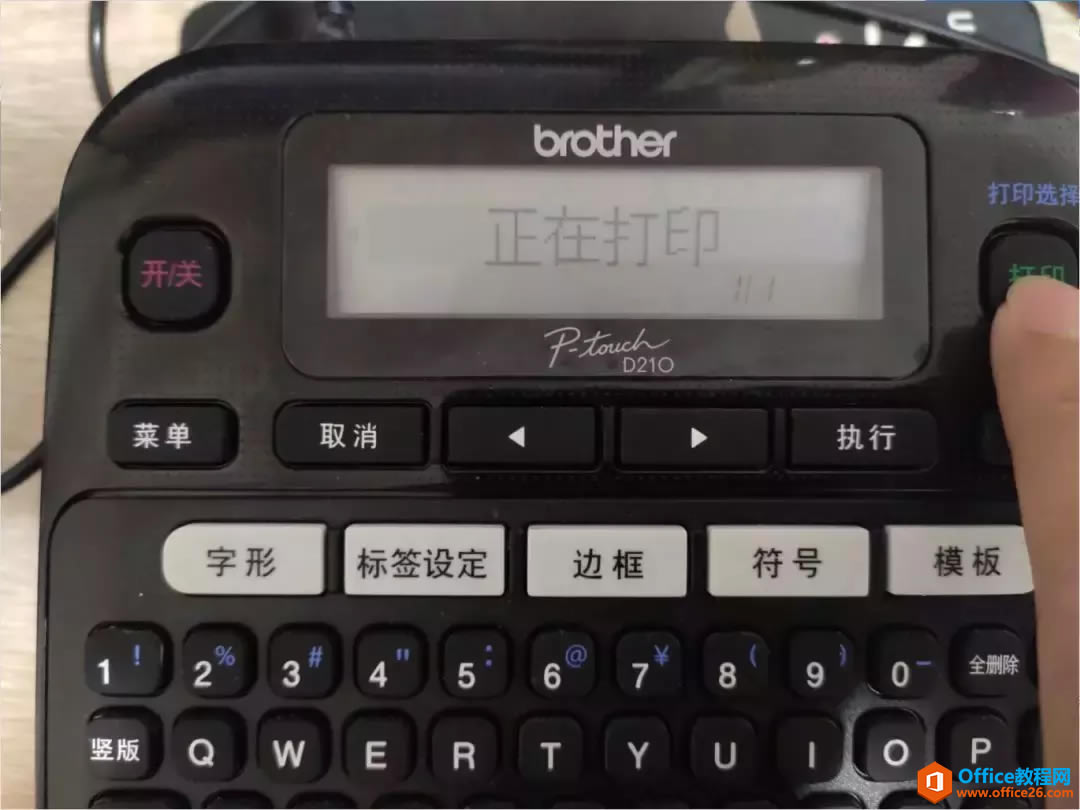 brother
打印选择
正在打印
1/1
开/关
打印
P-touch
D210
菜单 取消 ◀ ▶ 执行
字形 标签设定 边框 符号 模板
1 ! 2 % 3 # 4 " 5 : 6 @ 7 ¥ 8 ( 9 ) 0 - 全删除
竖版 Q W E R T Y U I O P
Office教程网
www.office26.com